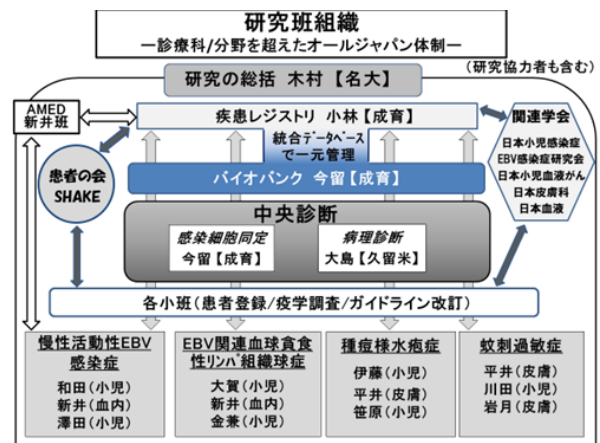 研究班組織
―診療科/分野を超えたオールジャパン体制―
研究の総括 木村【名大】
(研究協力者も含む)
AMED
新井班
疾患レジストリ 小林【成育】
関連学会
統合データベース
で一元管理
日本小児感染症
EBV感染症研究会
日本小児血液がん
日本皮膚科
日本血液
患者の会
SHAKE
バイオバンク 今留【成育】
中央診断
感染細胞同定
今留【成育】
病理診断
大島【久留米】
各小班(患者登録/疫学調査/ガイドライン改訂)
慢性活動性EBV
感染症
和田(小児)
新井(血内)
澤田(小児)
EBV関連血球貪食
性リンパ組織球症
大賀(小児)
新井(血内)
金兼(小児)
種痘様水疱症
伊藤(小児)
平井(皮膚)
笹原(小児)
蚊刺過敏症
平井(皮膚)
川田(小児)
岩月(皮膚)